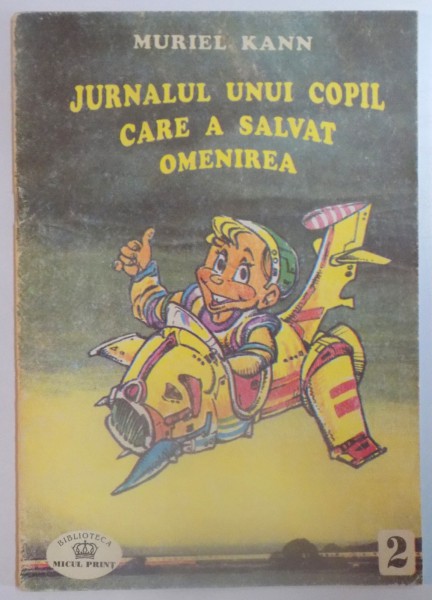 MURIEL KANN
JURNALUL UNUI COPIL
CARE A SALVAT
OMENIREA
BIBLIOTECA
MICUL PRINȚ
2